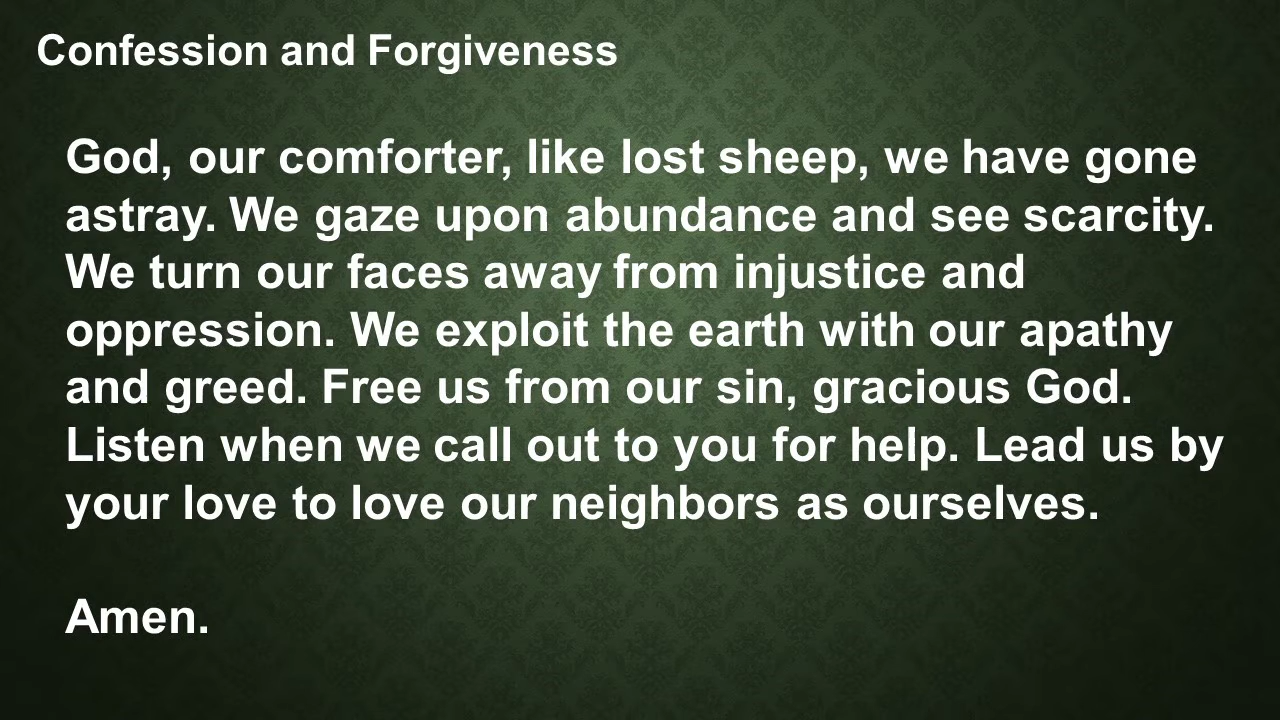 Confession and Forgiveness
God, our comforter, like lost sheep, we have gone
astray. We gaze upon abundance and see scarcity.
We turn our faces away from injustice and
oppression. We exploit the earth with our apathy
and greed. Free us from our sin, gracious God.
Listen when we call out to you for help. Lead us by
your love to love our neighbors as ourselves.
Amen.